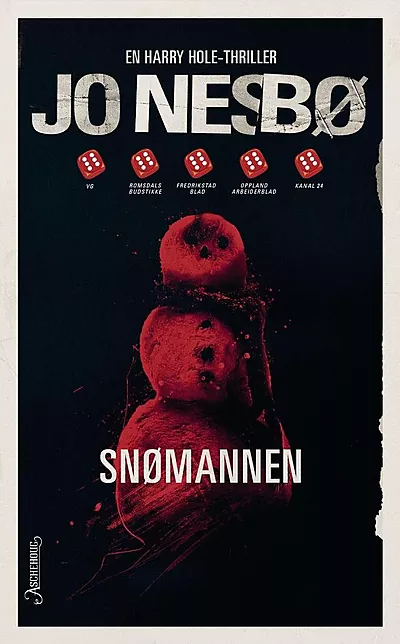 EN HARRY HOLE-THRILLER
JO NESBØ
VG
ROMSDALS BUDSTIKKE
FREDRIKSTAD BLAD
OPPLAND ARBEIDERBLAD
KANAL 24
SNØMANNEN
ASCHEHOUG